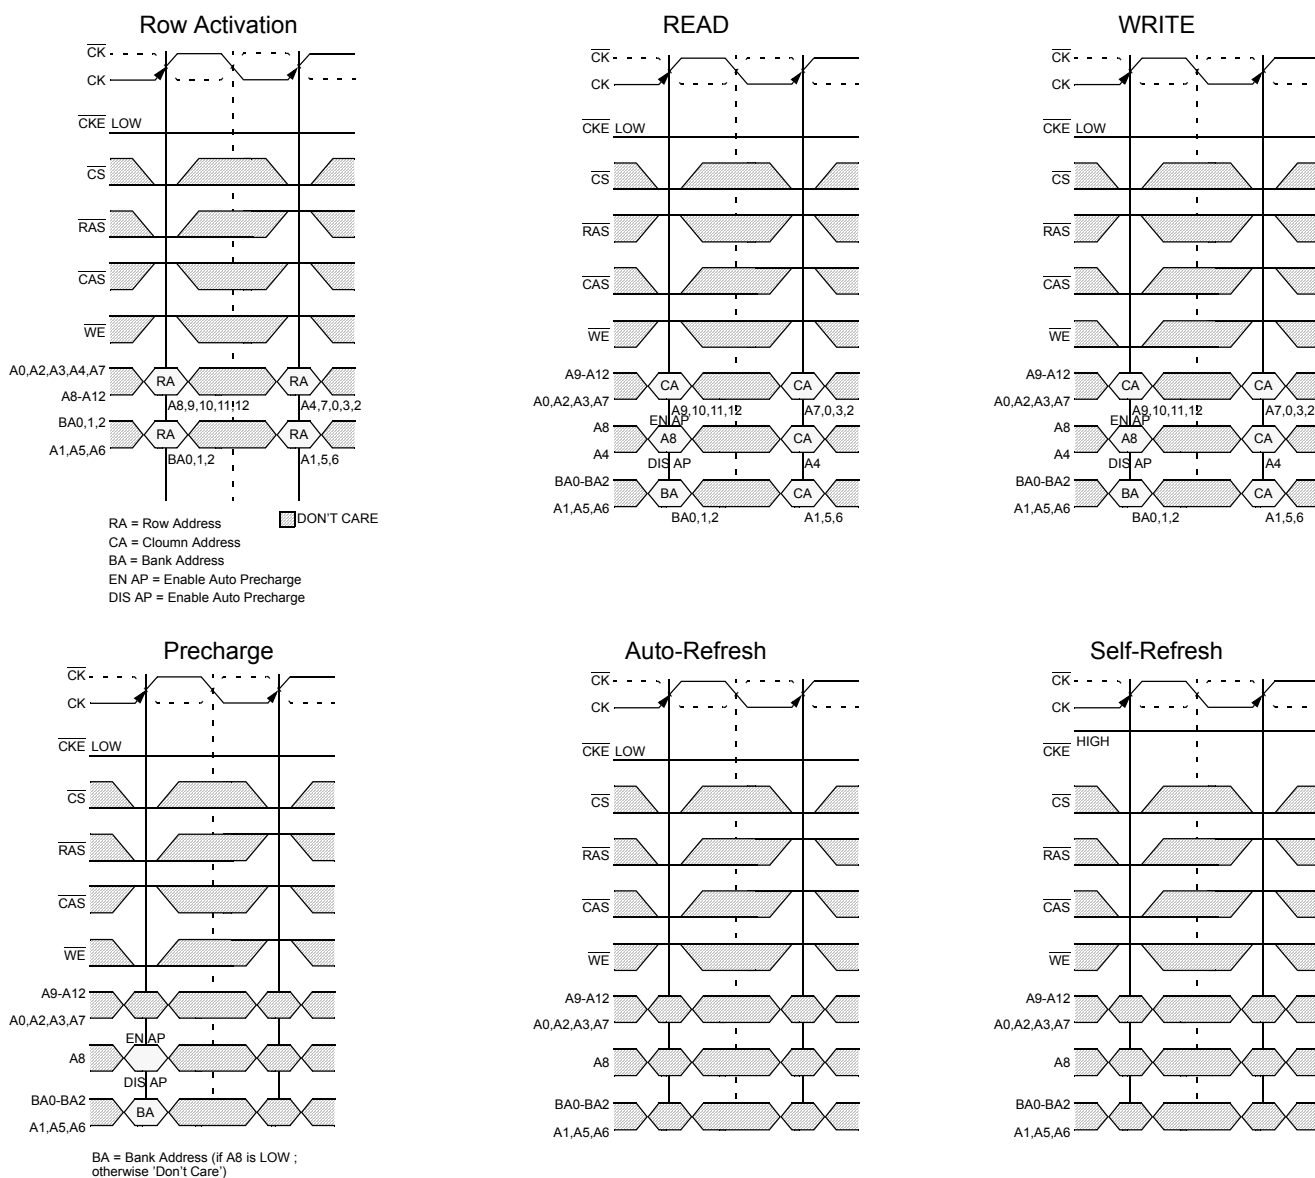 Row Activation
CK
CK
CKE LOW
CS
RAS
CAS
WE
A0,A2,A3,A4,A7
RA RA
A8-A12
A8,9,10,11,12 A4,7,0,3,2
BA0,1,2
RA RA
A1,A5,A6
BA0,1,2 A1,5,6
RA = Row Address
DON'T CARE
CA = Cloumn Address
BA = Bank Address
EN AP = Enable Auto Precharge
DIS AP = Enable Auto Precharge
READ
CK
CK
CKE LOW
CS
RAS
CAS
WE
A9-A12
CA CA
A0,A2,A3,A7
A9,10,11,12 A7,0,3,2
EN AP
A8
A8 CA
A4
DIS AP A4
BA0-BA2
BA CA
A1,A5,A6
BA0,1,2 A1,5,6
WRITE
CK
CK
CKE LOW
CS
RAS
CAS
WE
A9-A12
CA CA
A0,A2,A3,A7
A9,10,11,12 A7,0,3,2
EN AP
A8
A8 CA
A4
DIS AP A4
BA0-BA2
BA CA
A1,A5,A6
BA0,1,2 A1,5,6
Precharge
CK
CK
CKE LOW
CS
RAS
CAS
WE
A9-A12
A0,A2,A3,A7
EN AP
A8
DIS AP
BA0-BA2
BA
A1,A5,A6
BA = Bank Address (if A8 is LOW ;
otherwise 'Don't Care')
Auto-Refresh
CK
CK
CKE LOW
CS
RAS
CAS
WE
A9-A12
A0,A2,A3,A7
A8
BA0-BA2
A1,A5,A6
Self-Refresh
CK
CK
CKE HIGH
CS
RAS
CAS
WE
A9-A12
A0,A2,A3,A7
A8
BA0-BA2
A1,A5,A6